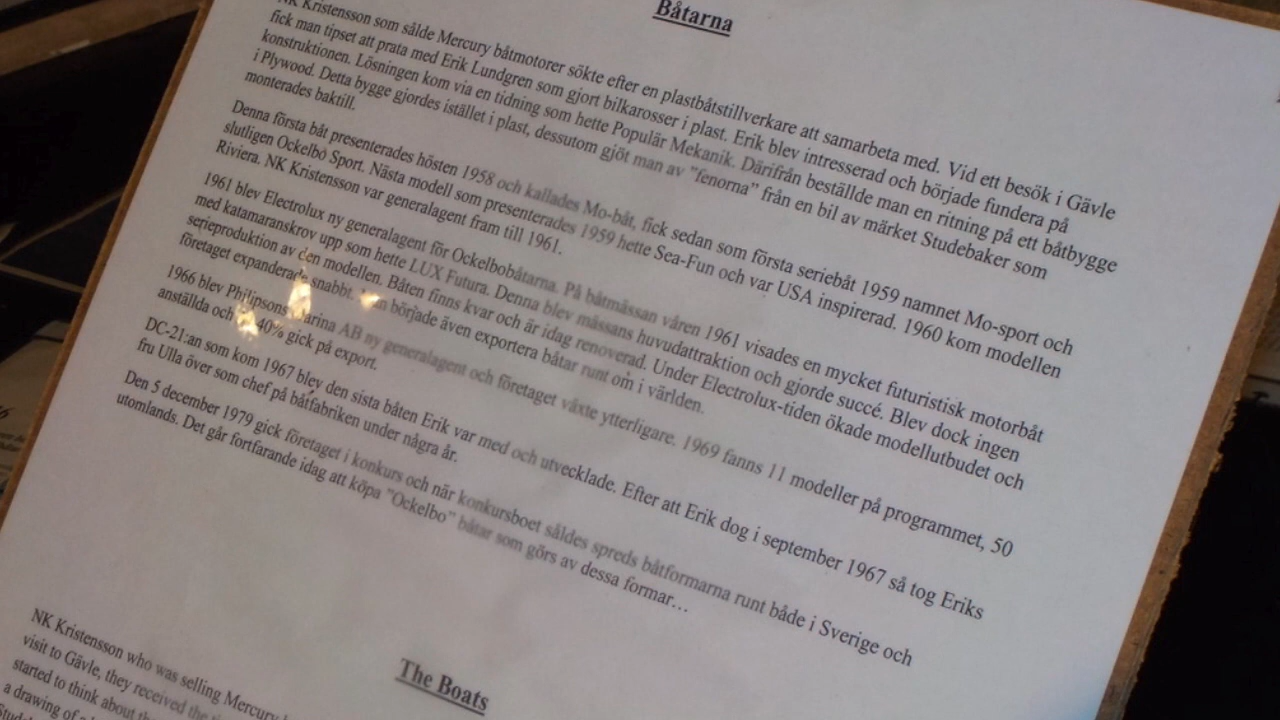 Båtarna
NK Kristensson som sålde Mercury båtmotorer sökte efter en plastbåtstillverkare att samarbeta med. Vid ett besök i Gävle
fick man tipset att prata med Erik Lundgren som gjort bilkarosser i plast. Erik blev intresserad och började fundera på
konstruktionen. Lösningen kom via en tidning som hette Populär Mekanik. Därifrån beställde man en ritning på ett båtbygge
i Plywood. Detta bygge gjordes istället i plast, dessutom gjöt man av "fenorna" från en bil av märket Studebaker som
monterades baktill.
Denna första båt presenterades hösten 1958 och kallades Mo-båt, fick sedan som första seriebåt 1959 namnet Mo-sport och
slutligen Ockelbo Sport. Nästa modell som presenterades 1959 hette Sea-Fun och var USA inspirerad. 1960 kom modellen
Riviera. NK Kristensson var generalagent fram till 1961.
1961 blev Electrolux ny generalagent för Ockelbobåtarna. På båtmässan våren 1961 visades en mycket futuristisk motorbåt
med katamaranskrov upp som hette LUX Futura. Denna blev mässans huvudattraktion och gjorde succé. Blev dock ingen
serieproduktion av den modellen. Båten finns kvar och är idag renoverad. Under Electrolux-tiden ökade modellutbudet och
företaget expanderade snabbt. började även exportera båtar runt om i världen.
1966 blev Philipsons arina AB ny generalagent och företaget växte ytterligare. 1969 fanns 11 modeller på programmet, 50
anställda och 40% gick på export.
DC-21:an som kom 1967 blev den sista båten Erik var med och utvecklade. Efter att Erik dog i september 1967 så tog Eriks
fru Ulla över som chef på båtfabriken under några år.
Den 5 december 1979 gick företaget i konkurs och när konkursboet såldes spreds båtformarna runt både i Sverige och
utomlands. Det går fortfarande idag att köpa "Ockelbo" båtar som görs av dessa formar...
The Boats
NK Kristensson who was selling Mercury
visit to Gävle, they received the
started to think about the
a drawing of